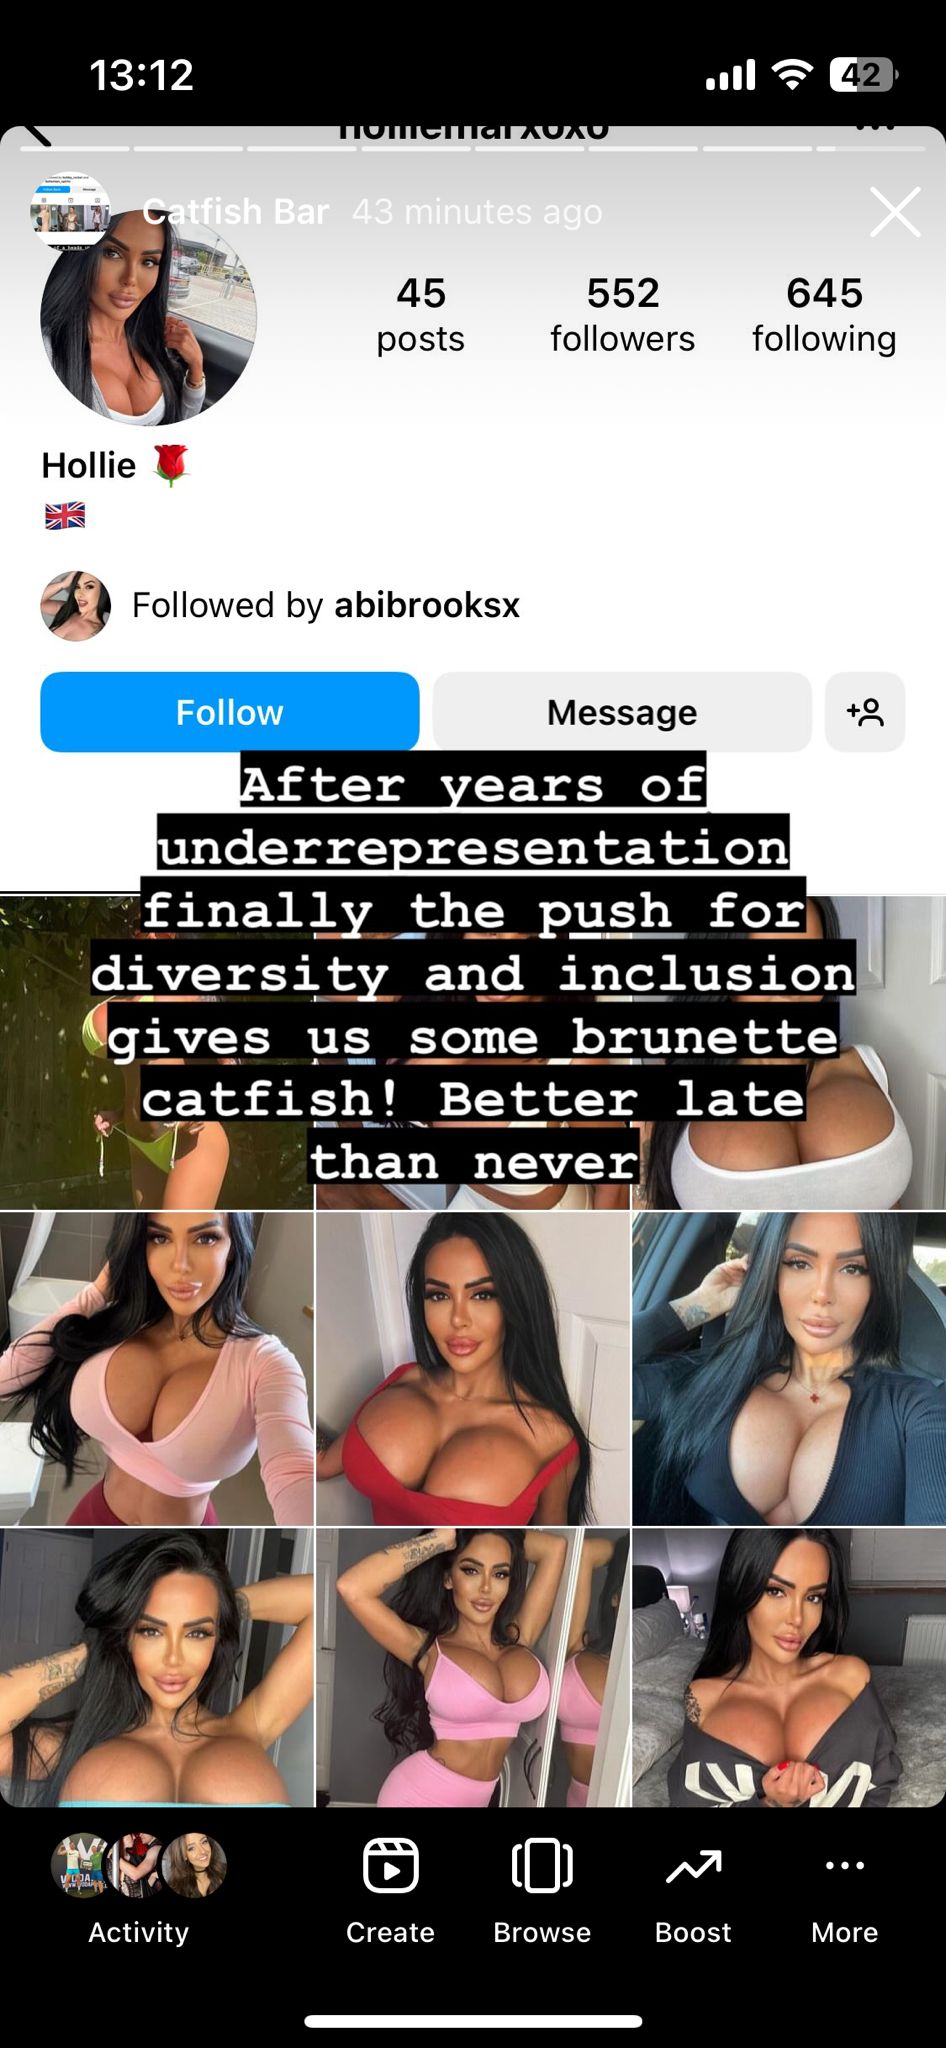 13:12
42
Catfish Bar 43 minutes ago
45 552 645
posts followers following
Hollie 🌹
🇬🇧
Followed by abibrooksx
Follow Message
After years of
underrepresentation
finally the push for
diversity and inclusion
gives us some brunette
catfish! Better late
than never
Activity Create Browse Boost More